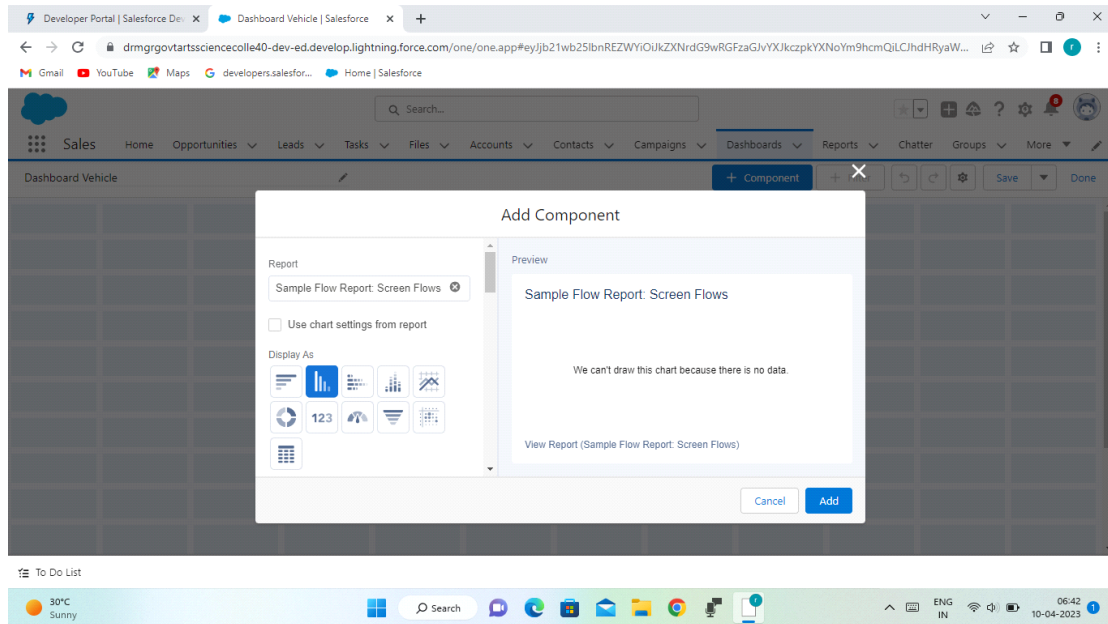 Developer Portal | Salesforce Dev
Dashboard Vehicle | Salesforce
drmgrgovtartssciencecolle40-dev-ed.develop.lightning.force.com/one/one.app#eyJjb21wb25lbnREZWYiOiJkZXNrdG9wRGFzaGJvYXJkczpkYXNoYm9hcmQiLCJhdHRyaW...
Gmail YouTube Maps developers.salesfor... Home | Salesforce
Search...
8
Sales Home Opportunities Leads Tasks Files Accounts Contacts Campaigns Dashboards Reports Chatter Groups More
Dashboard Vehicle + Component Save Done
Add Component
Report
Sample Flow Report: Screen Flows
Use chart settings from report
Display As
123
Preview
Sample Flow Report: Screen Flows
We can't draw this chart because there is no data.
View Report (Sample Flow Report: Screen Flows)
Cancel Add
To Do List
30°C
Sunny
Search
ENG
IN
06:42
10-04-2023
1